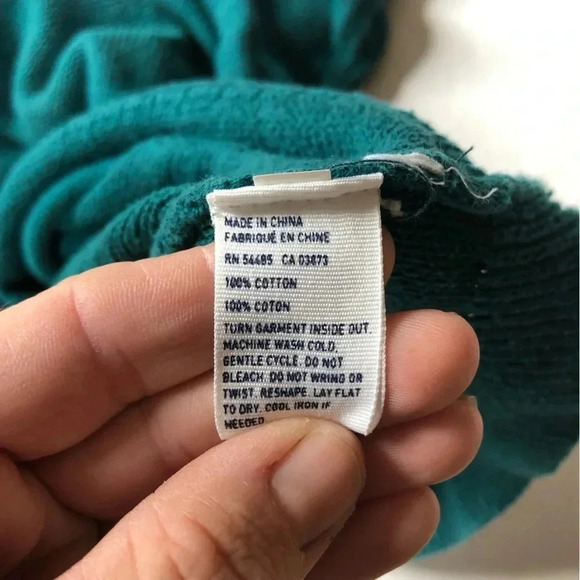 MADE IN CHINA
FABRIQUÉ EN CHINE
RN 54485 CA 03873
100% COTTON
100% COTON
TURN GARMENT INSIDE OUT.
MACHINE WASH COLD,
GENTLE CYCLE. DO NOT
BLEACH. DO NOT WRING OR
TWIST. RESHAPE. LAY FLAT
TO DRY. COOL IRON IF
NEEDED